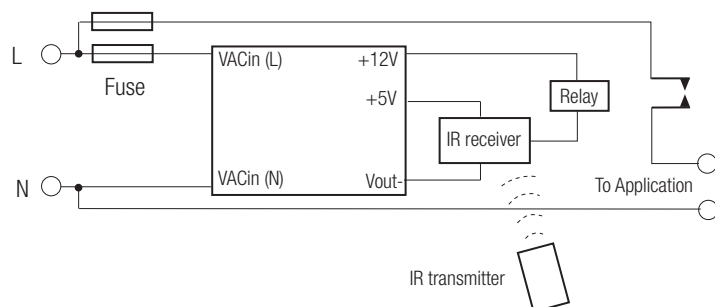 L
Fuse
VACin (L)
+12V
+5V
Relay
IR receiver
N
VACin (N)
Vout-
To Application
IR transmitter